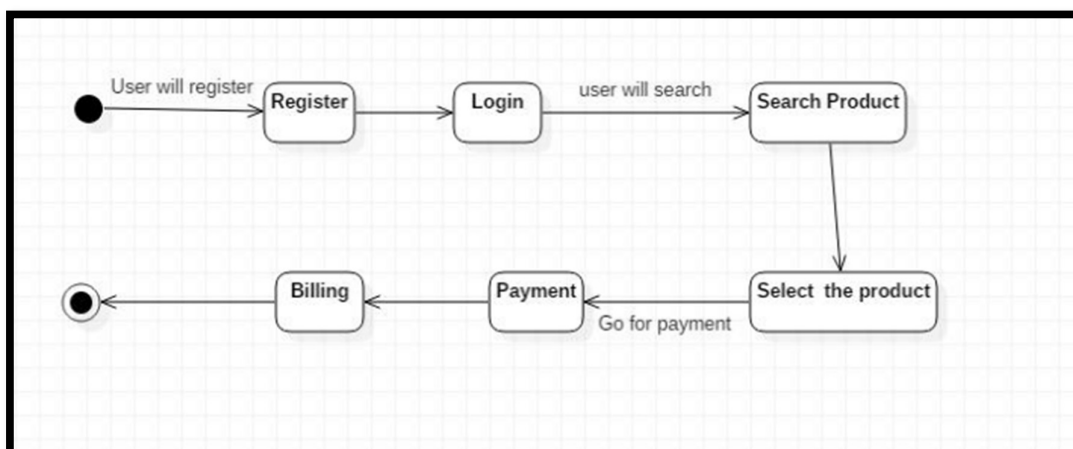 User will register
Register
Login
user will search
Search Product
Select  the product
Go for payment
Payment
Billing